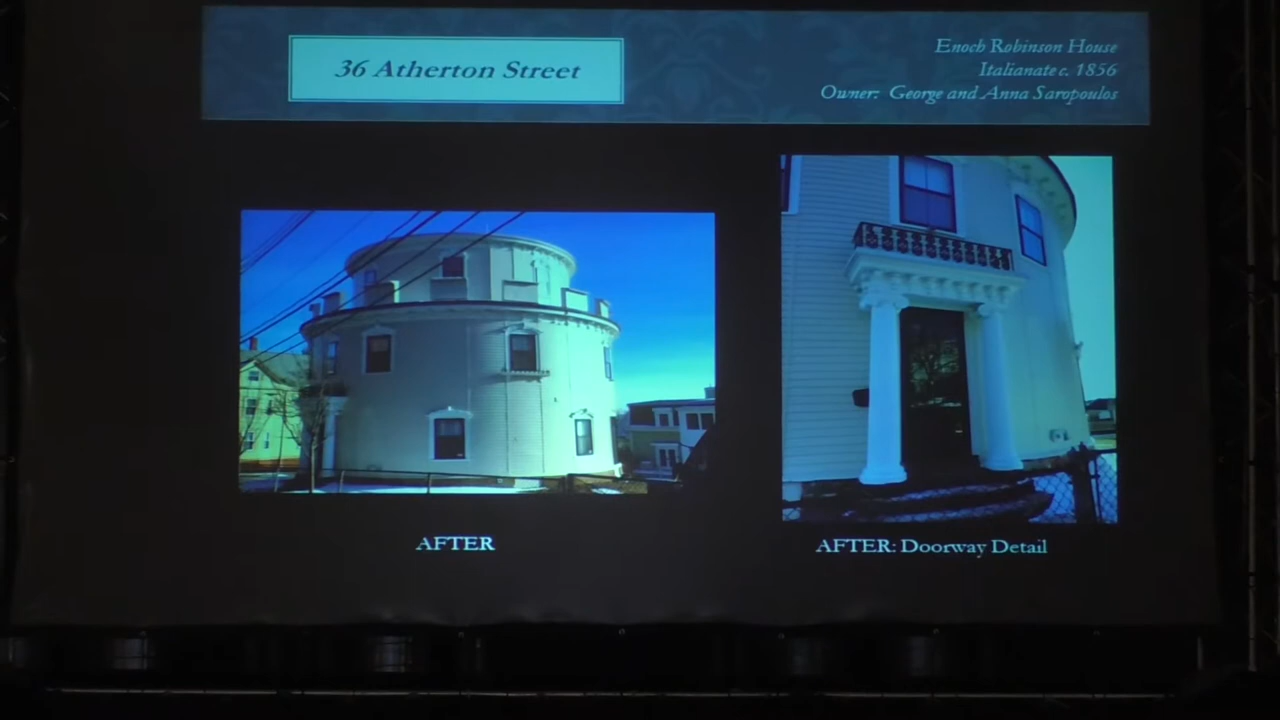 36 Atherton Street
Enoch Robinson House
Italianate c. 1856
Owner: George and Anna Saropoulos
AFTER
AFTER: Doorway Detail